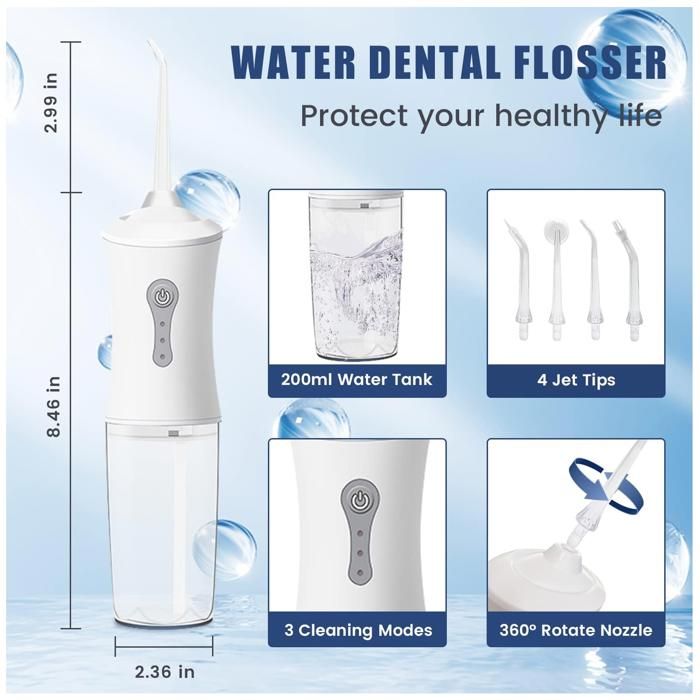 WATER DENTAL FLOSSER
Protect your healthy life
2.99 in
8.46 in
2.36 in
200ml Water Tank
4 Jet Tips
3 Cleaning Modes
360° Rotate Nozzle